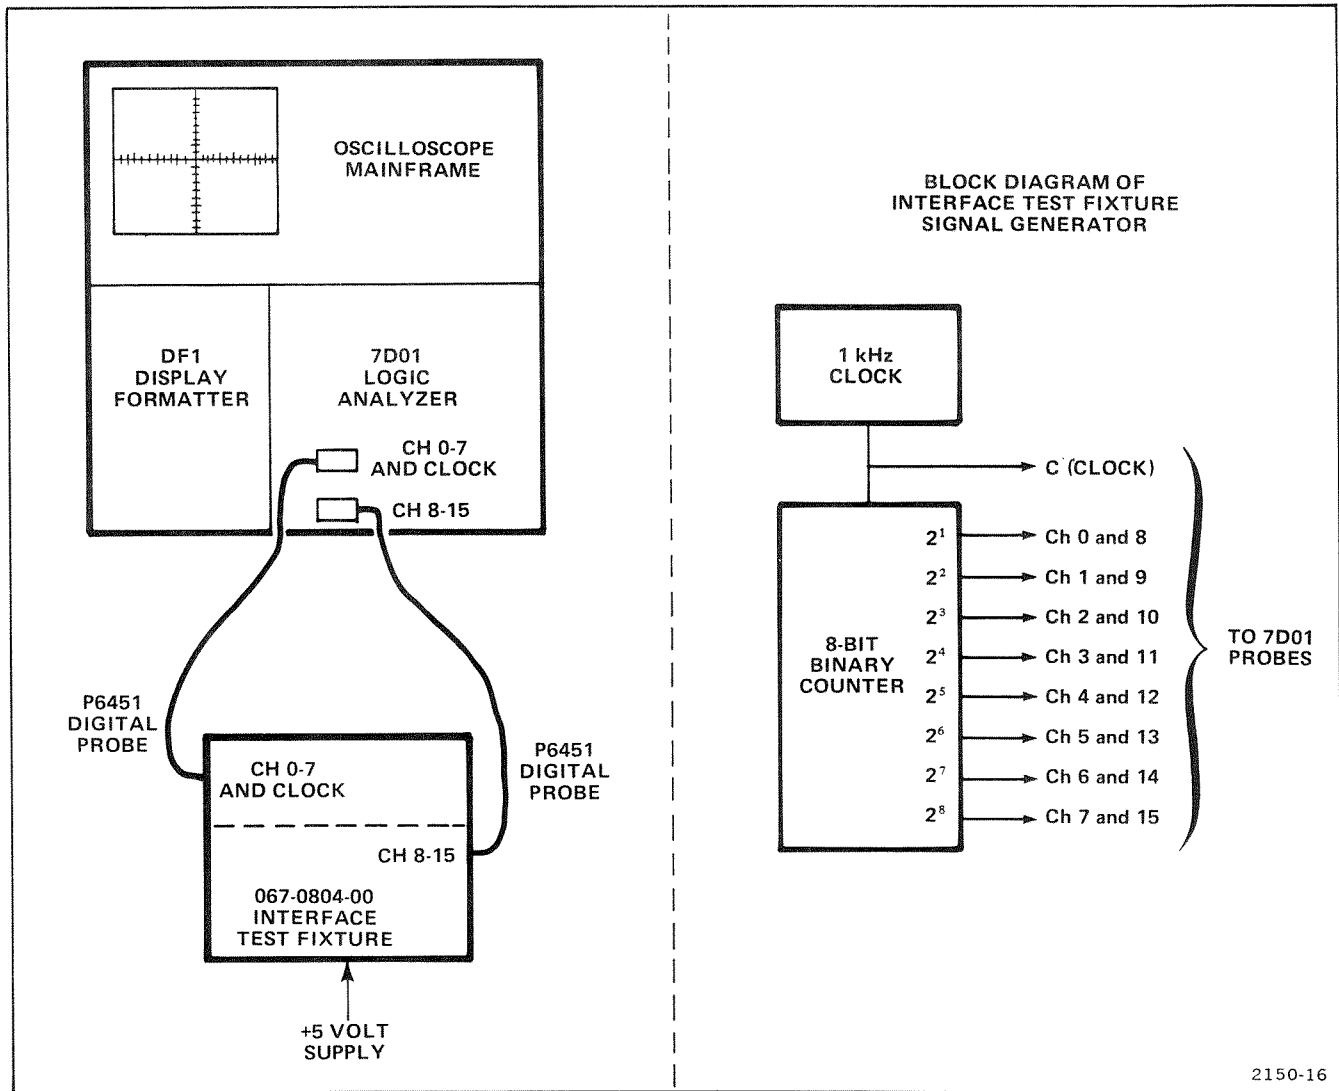 OSCILLOSCOPE
MAINFRAME
DF1
DISPLAY
FORMATTER
7D01
LOGIC
ANALYZER
CH 0-7
AND CLOCK
CH 8-15
P6451
DIGITAL
PROBE
P6451
DIGITAL
PROBE
CH 0-7
AND CLOCK
CH 8-15
067-0804-00
INTERFACE
TEST FIXTURE
+5 VOLT
SUPPLY
BLOCK DIAGRAM OF
INTERFACE TEST FIXTURE
SIGNAL GENERATOR
1 kHz
CLOCK
C (CLOCK)
8-BIT
BINARY
COUNTER
2¹ Ch 0 and 8
2² Ch 1 and 9
2³ Ch 2 and 10
2⁴ Ch 3 and 11
2⁵ Ch 4 and 12
2⁶ Ch 5 and 13
2⁷ Ch 6 and 14
2⁸ Ch 7 and 15
TO 7D01
PROBES
2150-16